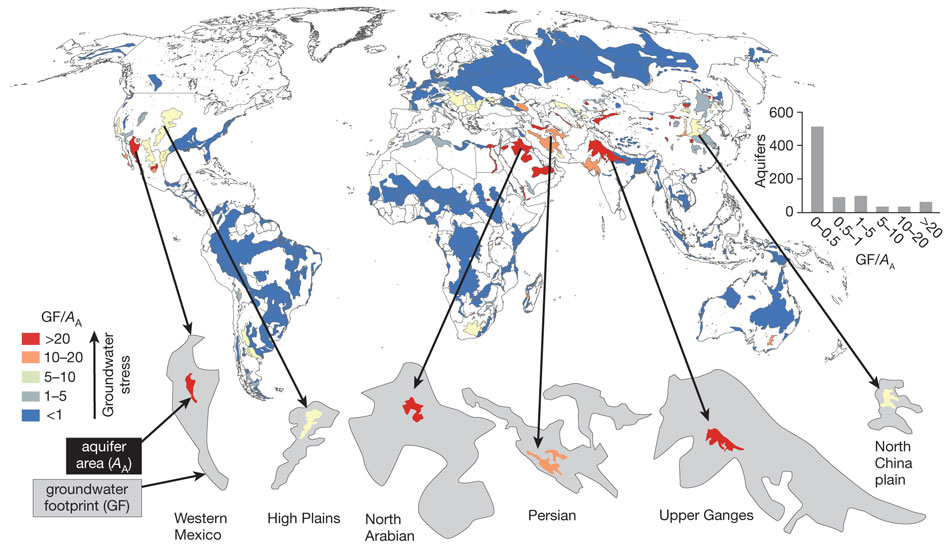 600
400
200
0
Aquifers
0–0.5
0.5–1
1–5
5–10
10–20
>20
GF/AA
GF/AA
>20
10–20
5–10
1–5
<1
Groundwater
stress
aquifer
area (AA)
groundwater
footprint (GF)
Western
Mexico
High Plains
North
Arabian
Persian
Upper Ganges
North
China
plain